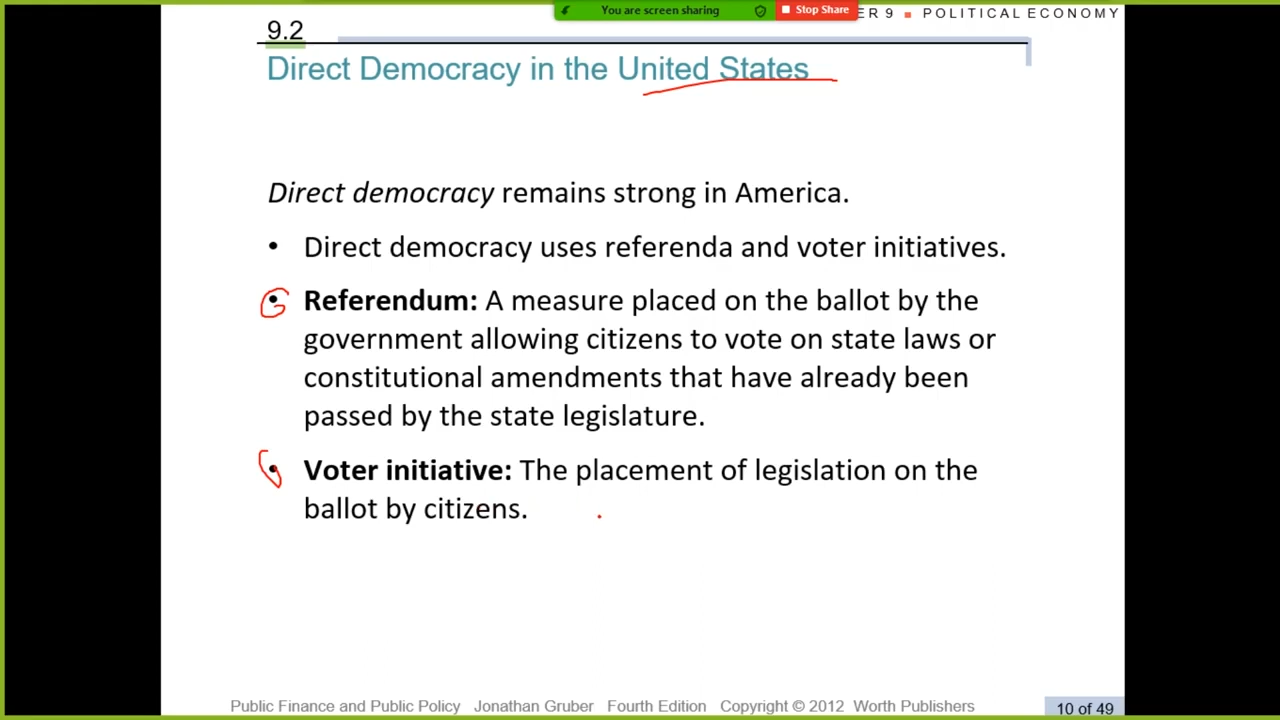 You are screen sharing
Stop Share
ER 9 ■ POLITICAL ECONOMY
9.2
Direct Democracy in the United States
Direct democracy remains strong in America.
• Direct democracy uses referenda and voter initiatives.
• Referendum: A measure placed on the ballot by the
government allowing citizens to vote on state laws or
constitutional amendments that have already been
passed by the state legislature.
• Voter initiative: The placement of legislation on the
ballot by citizens.
Public Finance and Public Policy Jonathan Gruber Fourth Edition Copyright © 2012 Worth Publishers
10 of 49